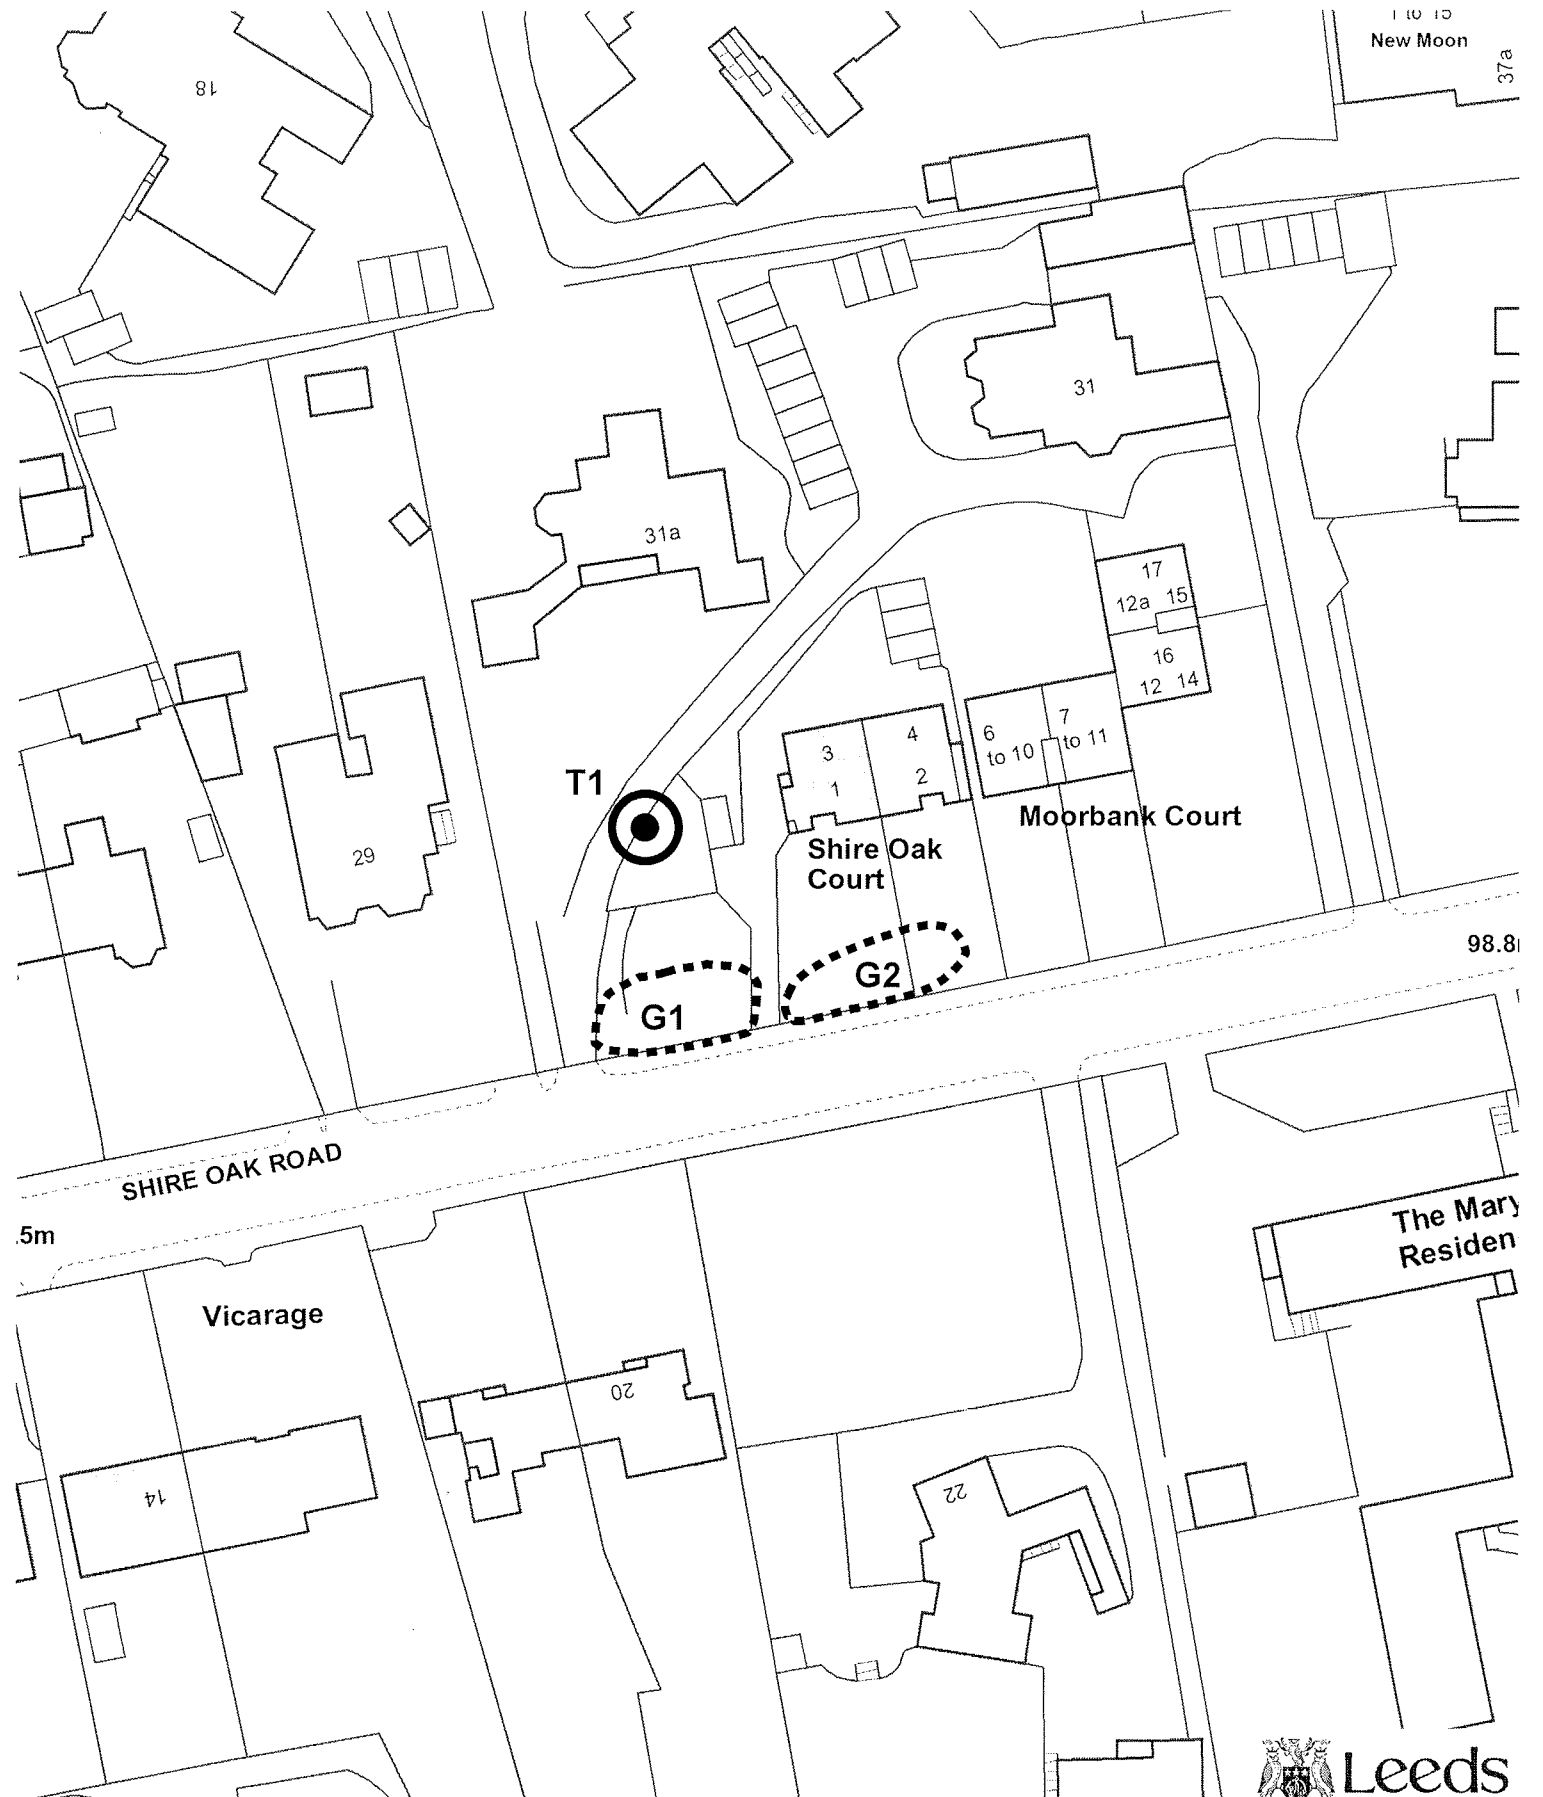 1 to 15
New Moon
37a
18
31
31a
17
12a 15
16
12 14
3
4
6
to 10
7
to 11
1
2
T1
Moorbank Court
Shire Oak
Court
29
98.8
G2
G1
SHIRE OAK ROAD
.5m
The Mary
Residen
Vicarage
20
14
22
Leeds